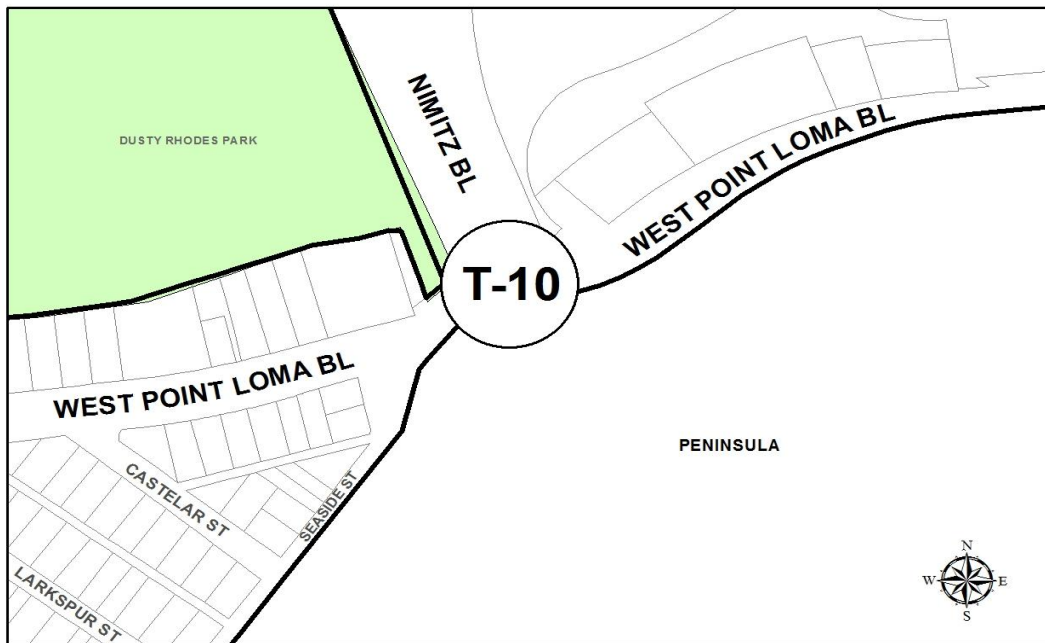 NIMITZ BL
DUSTY RHODES PARK
WEST POINT LOMA BL
T-10
WEST POINT LOMA BL
PENINSULA
CASTELAR ST
SEASIDE ST
LARKSPUR ST
N
W E
S